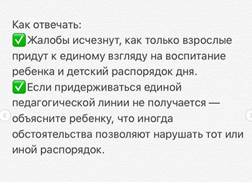 Как отвечать:
✅Жалобы исчезнут, как только взрослые
придут к единому взгляду на воспитание
ребенка и детский распорядок дня.
✅Если придерживаться единой
педагогической линии не получается —
объясните ребенку, что иногда
обстоятельства позволяют нарушать тот или
иной распорядок.